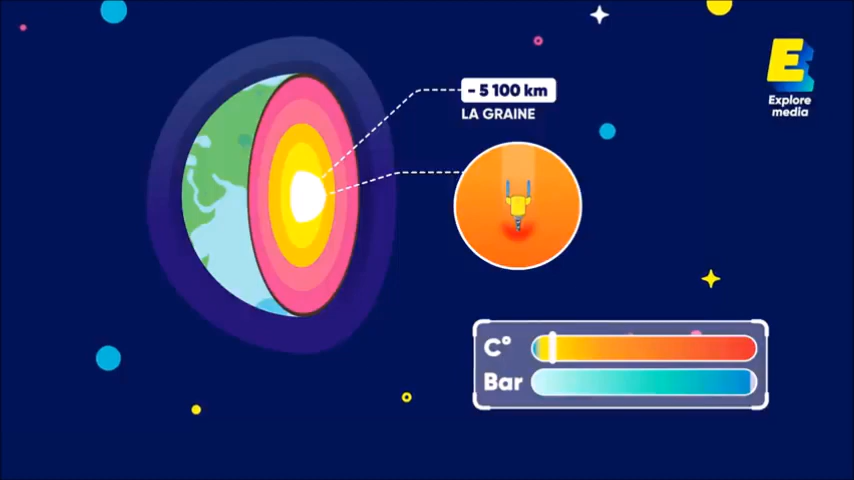 - 5 100 km
LA GRAINE
E
Explore
media
C°
Bar